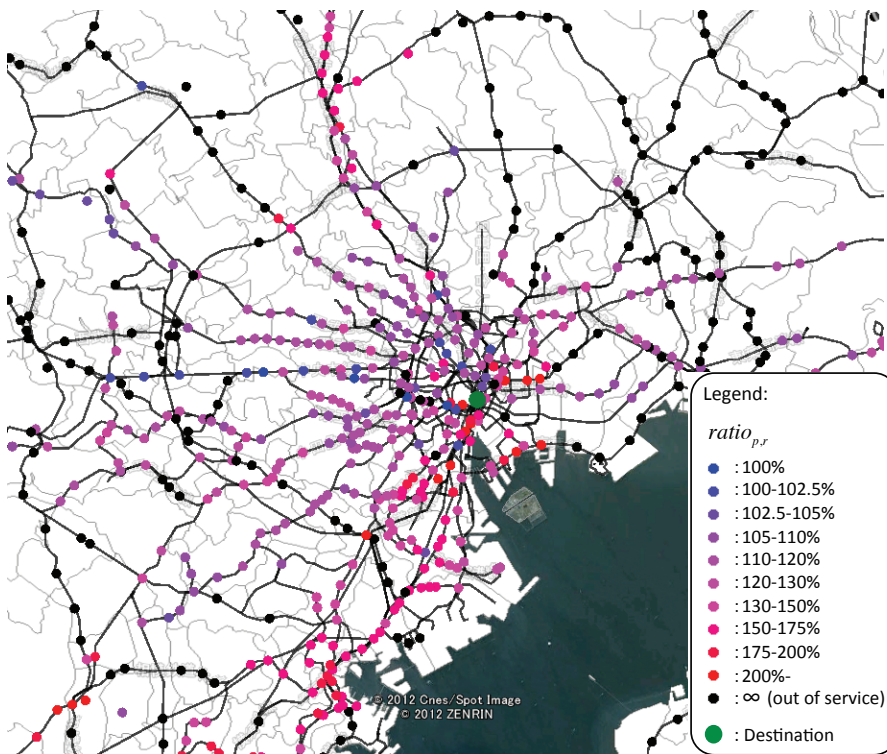 Legend:
ratio_{p,r}
: 100%
: 100-102.5%
: 102.5-105%
: 105-110%
: 110-120%
: 120-130%
: 130-150%
: 150-175%
: 175-200%
: 200%-
: ∞ (out of service)
: Destination
© 2012 Cnes/Spot Image
© 2012 ZENRIN